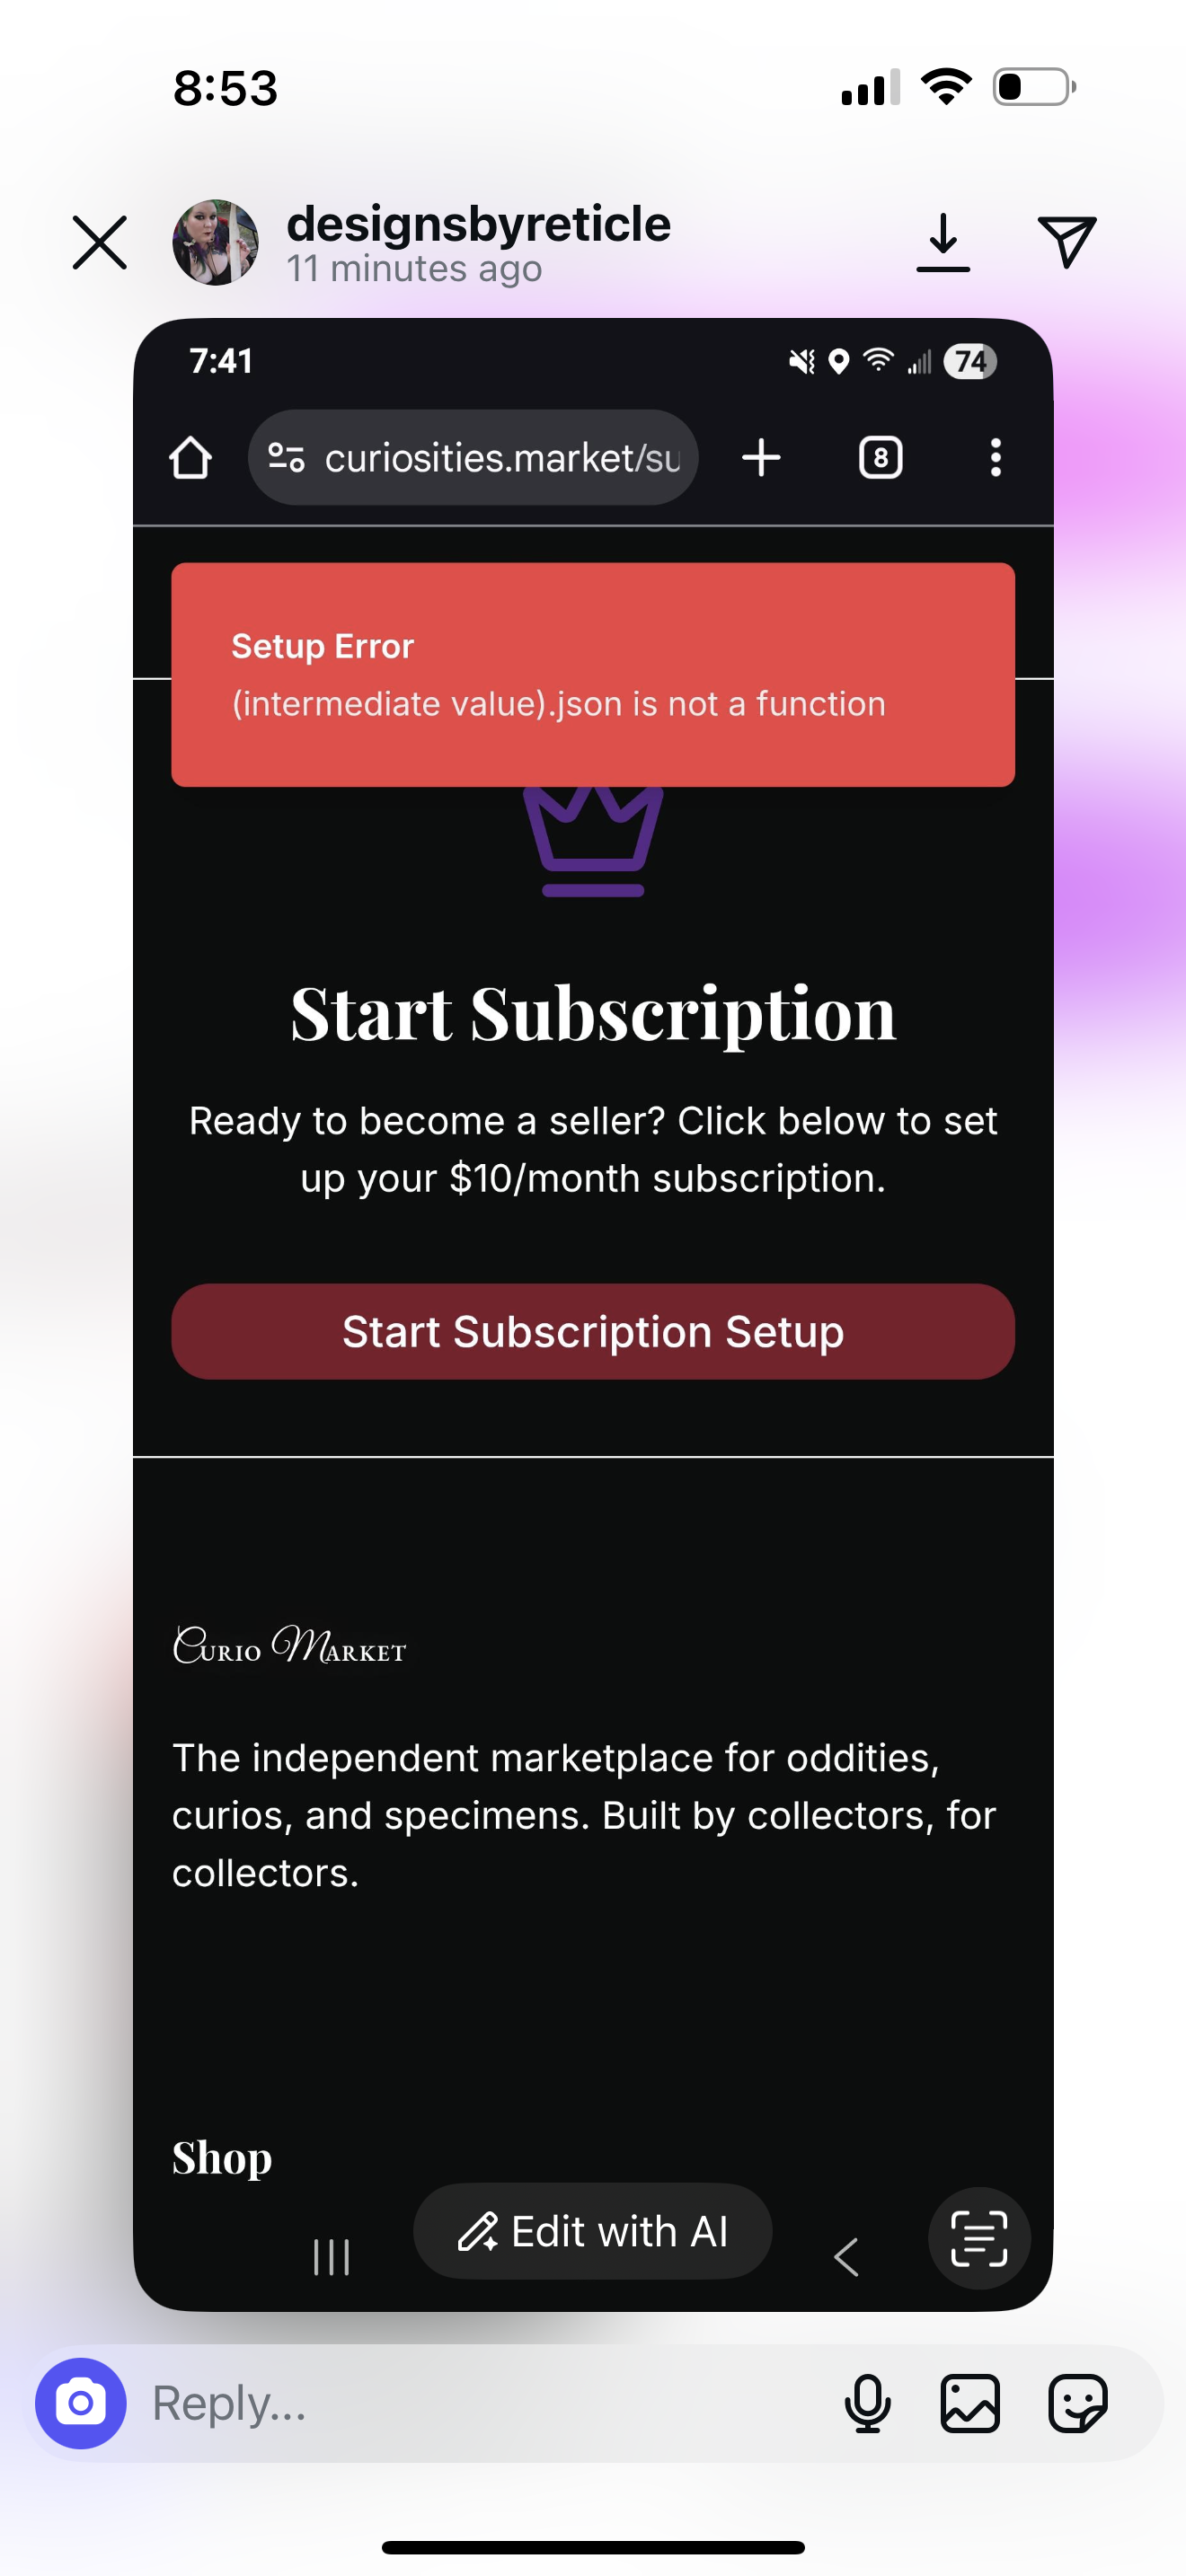 8:53
designsbyreticle
11 minutes ago
7:41
74
curiosities.market/su
8
Setup Error
(intermediate value).json is not a function
Start Subscription
Ready to become a seller? Click below to set
up your $10/month subscription.
Start Subscription Setup
Curio Market
The independent marketplace for oddities,
curios, and specimens. Built by collectors, for
collectors.
Shop
Edit with AI
Reply...